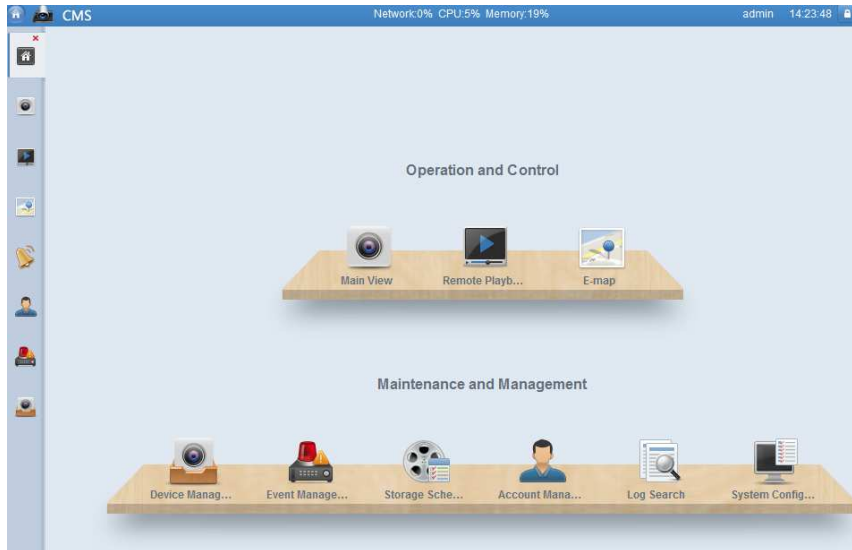 CMS Network:0% CPU:5% Memory:19% admin 14:23:48
Operation and Control
Main View Remote Playb... E-map
Maintenance and Management
Device Manag... Event Manage... Storage Sche... Account Mana... Log Search System Config...